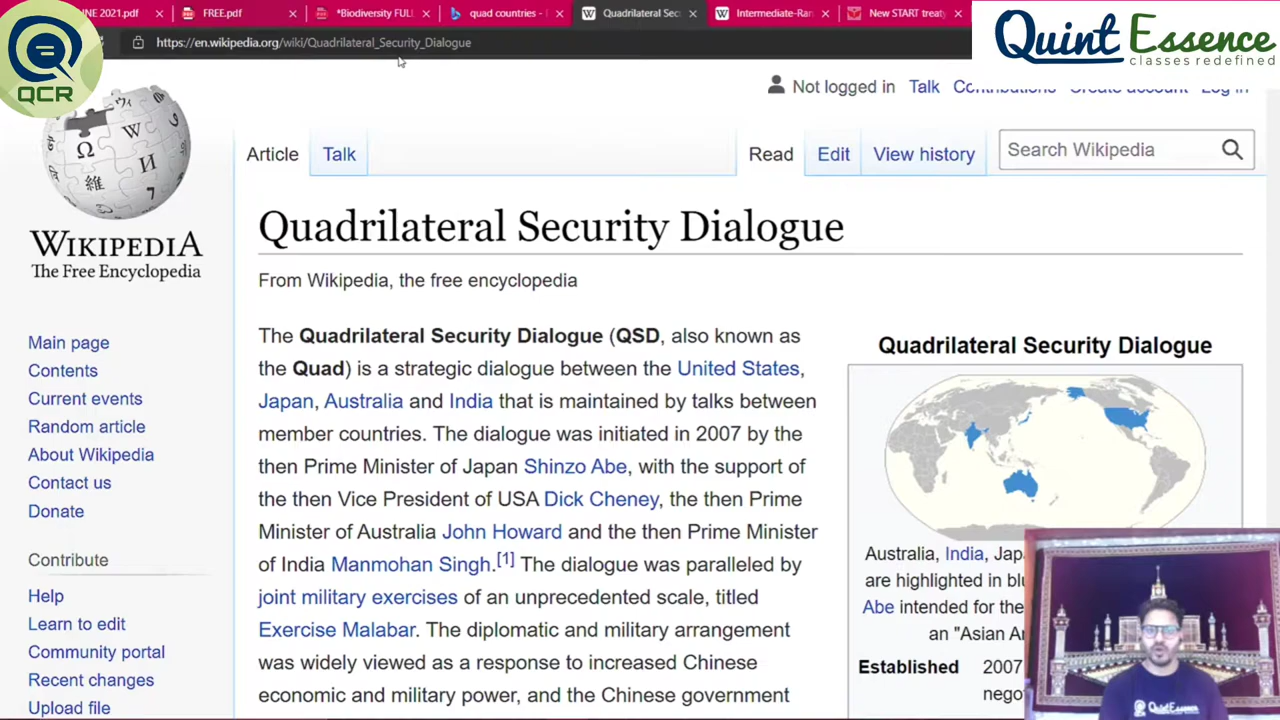 NE 2021.pdf
FREE.pdf
*Biodiversity FULL
quad countries -
Quadrilateral Sec
Intermediate-Ran
New START treaty
https://en.wikipedia.org/wiki/Quadrilateral_Security_Dialogue
QCR
Quint Essence
classes redefined
Not logged in
Talk
Contributions
Create account
Log in
Article
Talk
Read
Edit
View history
Search Wikipedia
WIKIPEDIA
The Free Encyclopedia
Main page
Contents
Current events
Random article
About Wikipedia
Contact us
Donate
Contribute
Help
Learn to edit
Community portal
Recent changes
Upload file
Quadrilateral Security Dialogue
From Wikipedia, the free encyclopedia
The Quadrilateral Security Dialogue (QSD, also known as
the Quad) is a strategic dialogue between the United States,
Japan, Australia and India that is maintained by talks between
member countries. The dialogue was initiated in 2007 by the
then Prime Minister of Japan Shinzo Abe, with the support of
the then Vice President of USA Dick Cheney, the then Prime
Minister of Australia John Howard and the then Prime Minister
of India Manmohan Singh.[1] The dialogue was paralleled by
joint military exercises of an unprecedented scale, titled
Exercise Malabar. The diplomatic and military arrangement
was widely viewed as a response to increased Chinese
economic and military power, and the Chinese government
Quadrilateral Security Dialogue
Australia, India, Jap
are highlighted in blu
Abe intended for the
an "Asian Ar
Established 2007
nego
QuintEssence